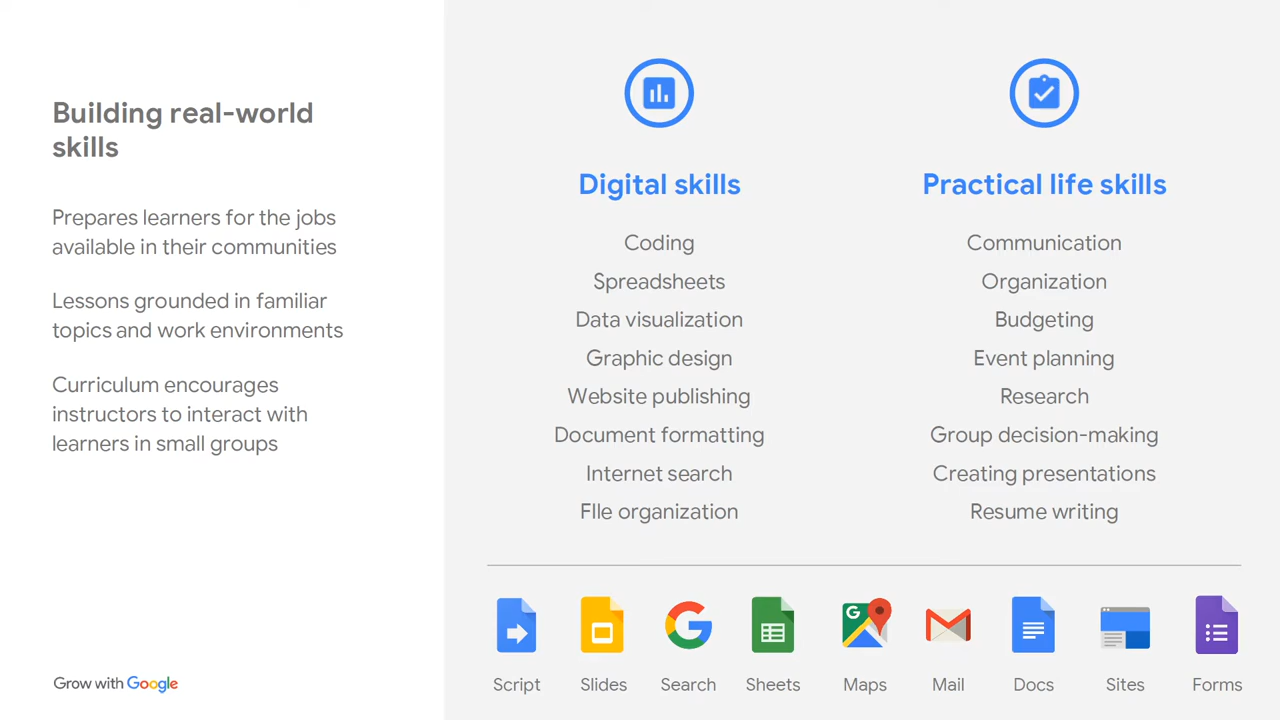 Building real-world
skills
Prepares learners for the jobs
available in their communities
Lessons grounded in familiar
topics and work environments
Curriculum encourages
instructors to interact with
learners in small groups
Grow with Google
Digital skills
Coding
Spreadsheets
Data visualization
Graphic design
Website publishing
Document formatting
Internet search
FIle organization
Practical life skills
Communication
Organization
Budgeting
Event planning
Research
Group decision-making
Creating presentations
Resume writing
G
G
Script
Slides
Search
Sheets
Maps
Mail
Docs
Sites
Forms